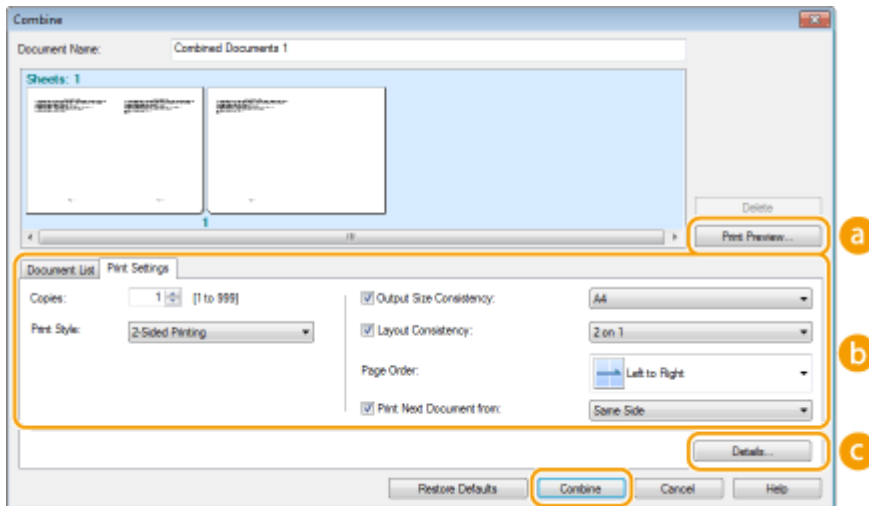 Combine
Document Name: Combined Documents 1
Sheets: 1
1
Delete
Print Preview...
a
Document List Print Settings
Copies: 1 [1 to 999]
Output Size Consistency: A4
Print Style: 2-Sided Printing
Layout Consistency: 2 on 1
b
Page Order: Left to Right
Print Next Document from: Same Side
Details...
c
Restore Defaults Combine Cancel Help